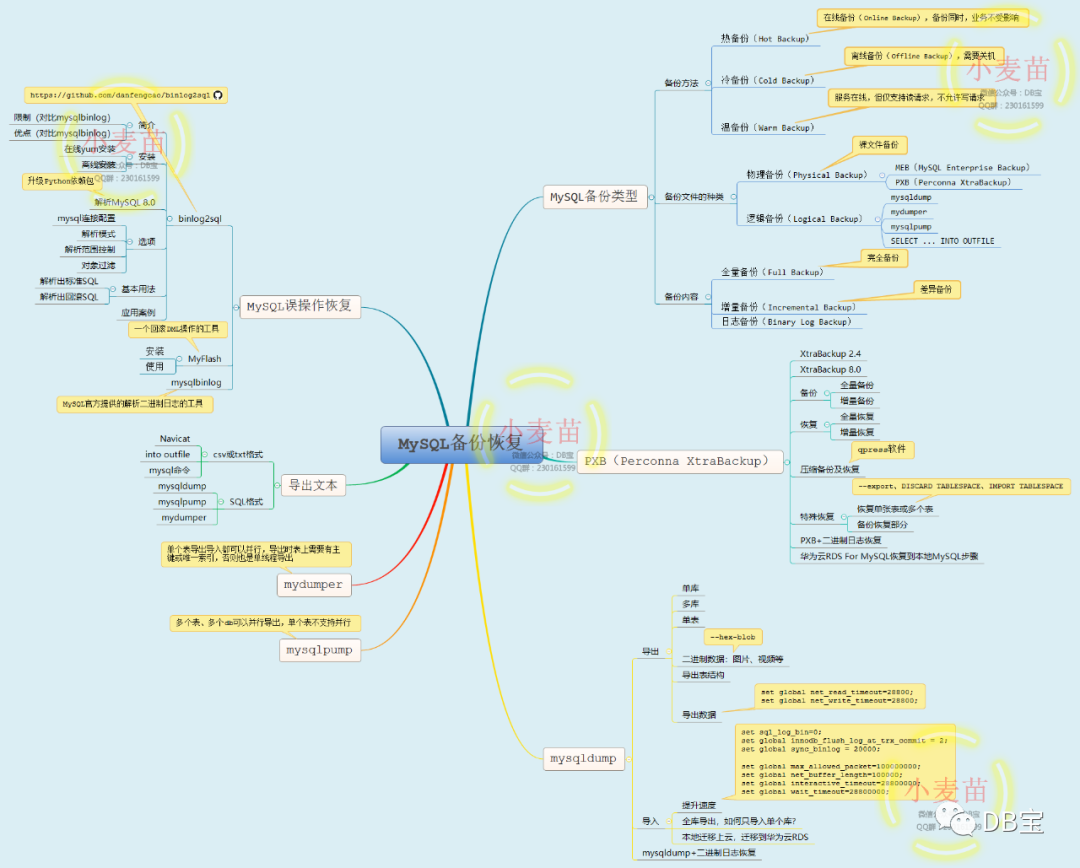 MySQL备份恢复
MySQL备份类型
备份方法
热备份（Hot Backup）
在线备份（Online Backup），备份同时，业务不受影响
冷备份（Cold Backup）
离线备份（Offline Backup），需要关机
温备份（Warm Backup）
服务在线，但仅支持读请求，不允许写请求
备份文件的种类
物理备份（Physical Backup）
裸文件备份
MEB（MySQL Enterprise Backup）
PXB（Perconna XtraBackup）
逻辑备份（Logical Backup）
mysqldump
mydumper
mysqlpump
SELECT ... INTO OUTFILE
备份内容
全量备份（Full Backup）
完全备份
增量备份（Incremental Backup）
差异备份
日志备份（Binary Log Backup）
PXB（Perconna XtraBackup）
XtraBackup 2.4
XtraBackup 8.0
备份
全量备份
增量备份
恢复
全量恢复
增量恢复
压缩备份及恢复
qpress软件
特殊恢复
恢复单张表或多个表
--export、DISCARD TABLESPACE、IMPORT TABLESPACE
备份恢复部分
PXB+二进制日志恢复
华为云RDS For MySQL恢复到本地MySQL步骤
mysqldump
导出
单库
多库
单表
二进制数据：图片、视频等
--hex-blob
导出表结构
导出数据
set global net_read_timeout=28800;
set global net_write_timeout=28800;
导入
提升速度
set sql_log_bin=0;
set global innodb_flush_log_at_trx_commit = 2;
set global sync_binlog = 20000;
set global max_allowed_packet=100000000;
set global net_buffer_length=100000;
set global interactive_timeout=28800000;
set global wait_timeout=28800000;
全库导出，如何只导入单个库？
本地迁移上云，迁移到华为云RDS
mysqldump+二进制日志恢复
MySQL误操作恢复
binlog2sql
https://github.com/danfengcao/binlog2sql
简介
限制（对比mysqlbinlog）
优点（对比mysqlbinlog）
安装
在线yum安装
离线安装
解析MySQL 8.0
升级Python依赖包
选项
mysql连接配置
解析模式
解析范围控制
对象过滤
基本用法
解析出标准SQL
解析出回滚SQL
应用案例
MyFlash
一个回滚DML操作的工具
安装
使用
mysqlbinlog
MySQL官方提供的解析二进制日志的工具
导出文本
csv或txt格式
Navicat
into outfile
mysql命令
SQL格式
mysqldump
mysqlpump
mydumper
mydumper
单个表导出导入都可以并行，导出时表上需要有主
键或唯一索引，否则也是单线程导出
mysqlpump
多个表、多个db可以并行导出，单个表不支持并行
小麦苗
微信公众号：DB宝
QQ群：230161599
小麦苗
QQ群：230161599
小麦苗
微信公众号：DB宝
QQ群：230161599
小麦苗
DB宝